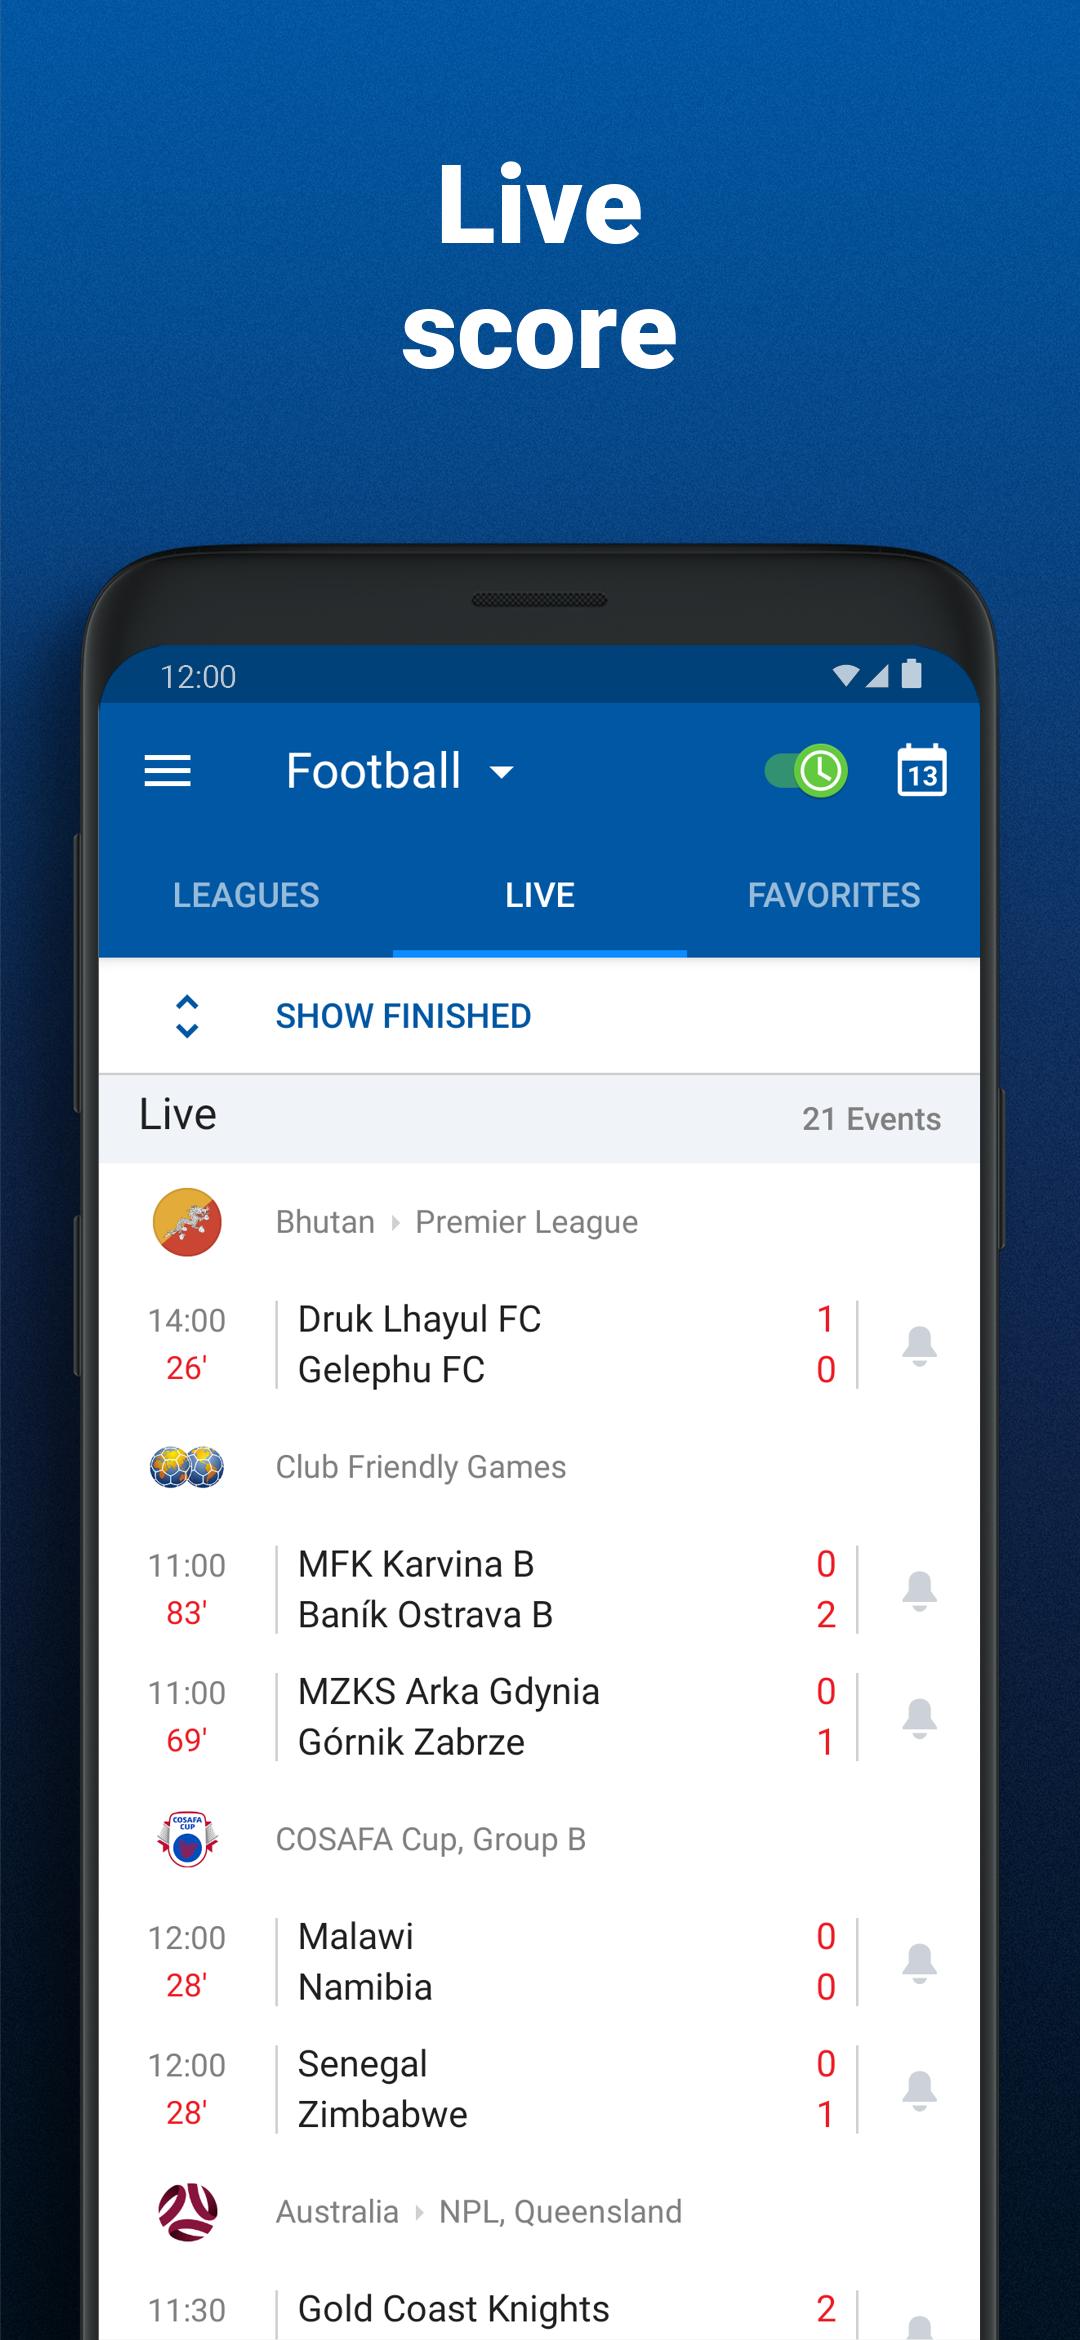 Live
score
12:00
Football
13
LEAGUES LIVE FAVORITES
SHOW FINISHED
Live 21 Events
Bhutan Premier League
14:00 Druk Lhayul FC 1
26' Gelephu FC 0
Club Friendly Games
11:00 MFK Karvina B 0
83' Baník Ostrava B 2
11:00 MZKS Arka Gdynia 0
69' Górnik Zabrze 1
COSAFA
CUP
COSAFA Cup, Group B
12:00 Malawi 0
28' Namibia 0
12:00 Senegal 0
28' Zimbabwe 1
Australia NPL, Queensland
11:30 Gold Coast Knights 2